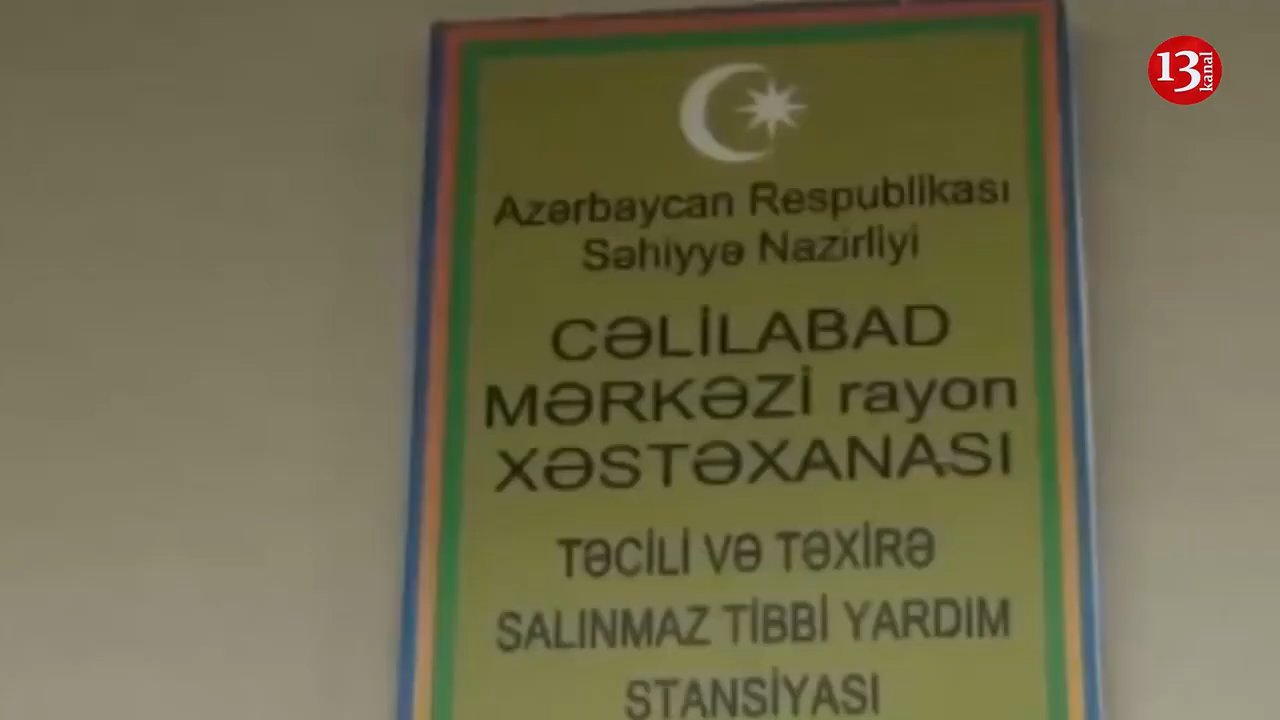 13 kanal
Azərbaycan Respublikası
Səhiyyə Nazirliyi
CƏLİLABAD
MƏRKƏZİ rayon
XƏSTƏXANASI
TƏCİLİ VƏ TƏXİRƏ
SALINMAZ TİBBİ YARDIM
STANSİYASI